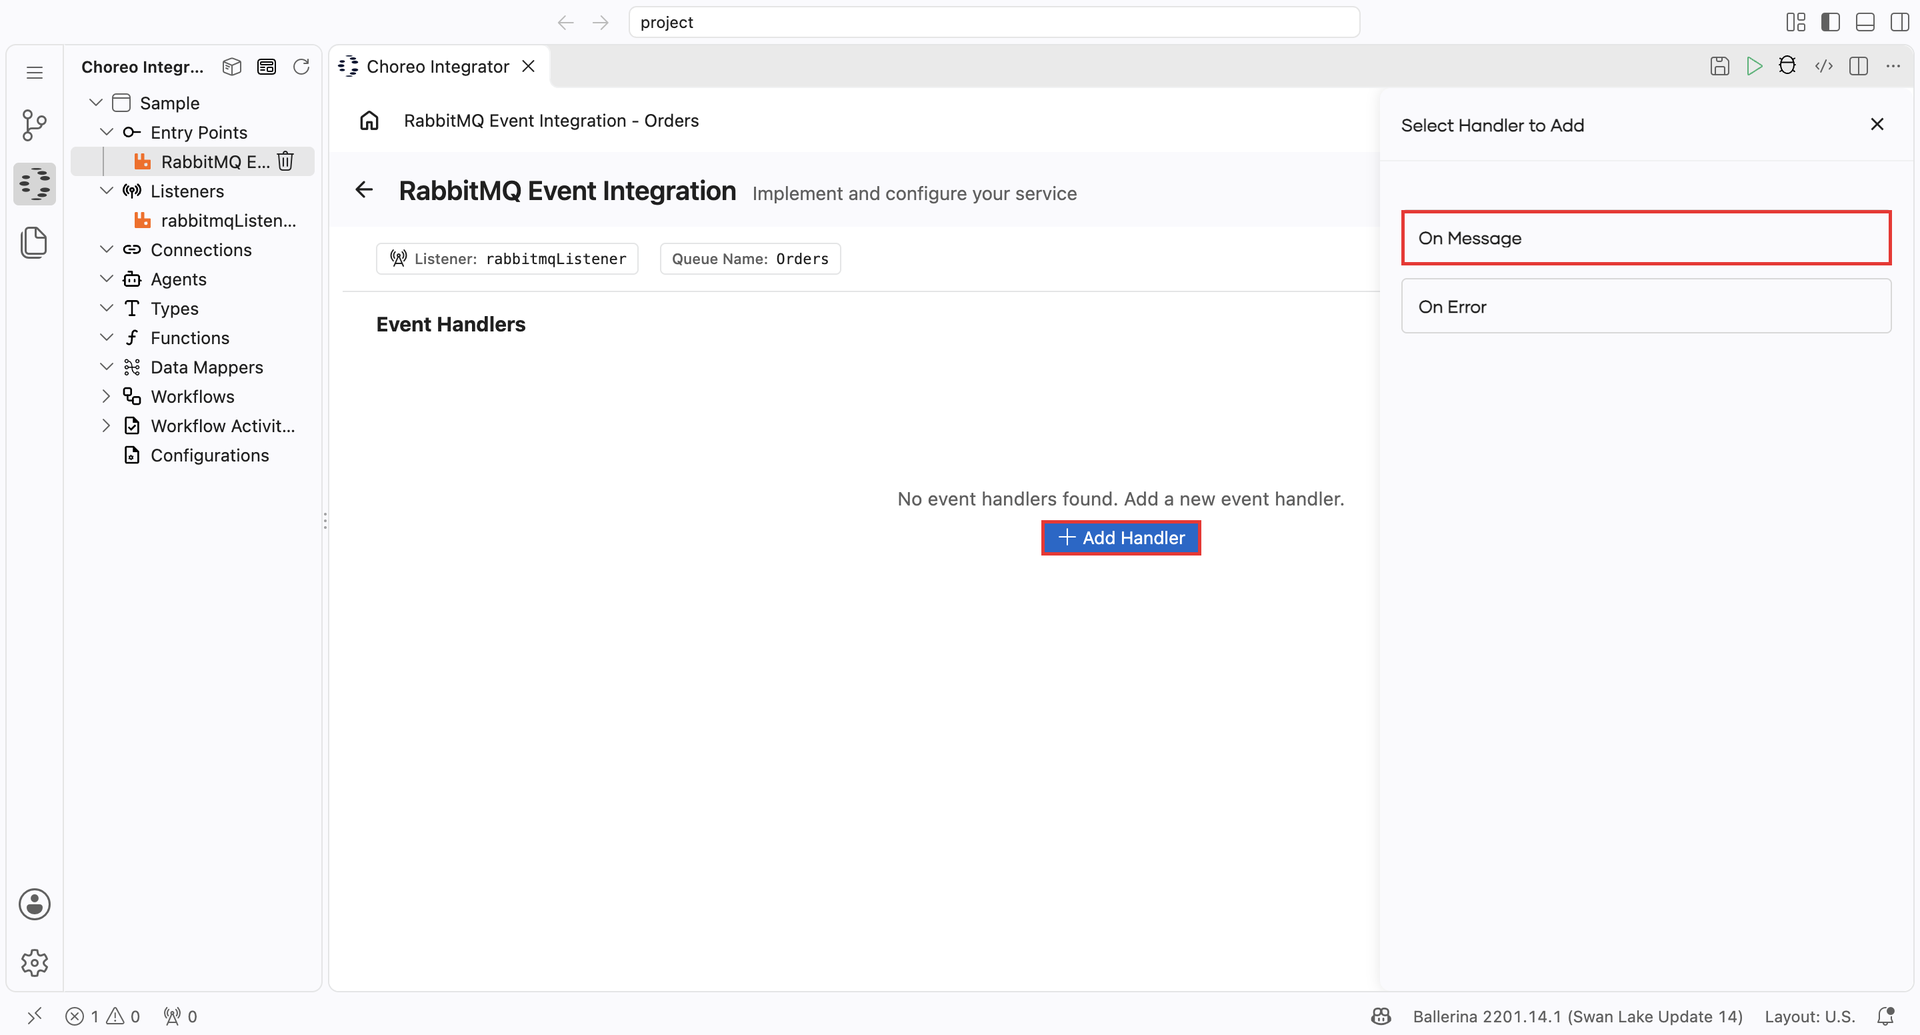 project
Choreo Integr...
Sample
Entry Points
RabbitMQ E...
Listeners
rabbitmqListen...
Connections
Agents
Types
Functions
Data Mappers
Workflows
Workflow Activit...
Configurations
Choreo Integrator
RabbitMQ Event Integration - Orders
RabbitMQ Event Integration Implement and configure your service
Listener: rabbitmqListener Queue Name: Orders
Event Handlers
No event handlers found. Add a new event handler.
+ Add Handler
Select Handler to Add
On Message
On Error
1 0 0
Ballerina 2201.14.1 (Swan Lake Update 14) Layout: U.S.